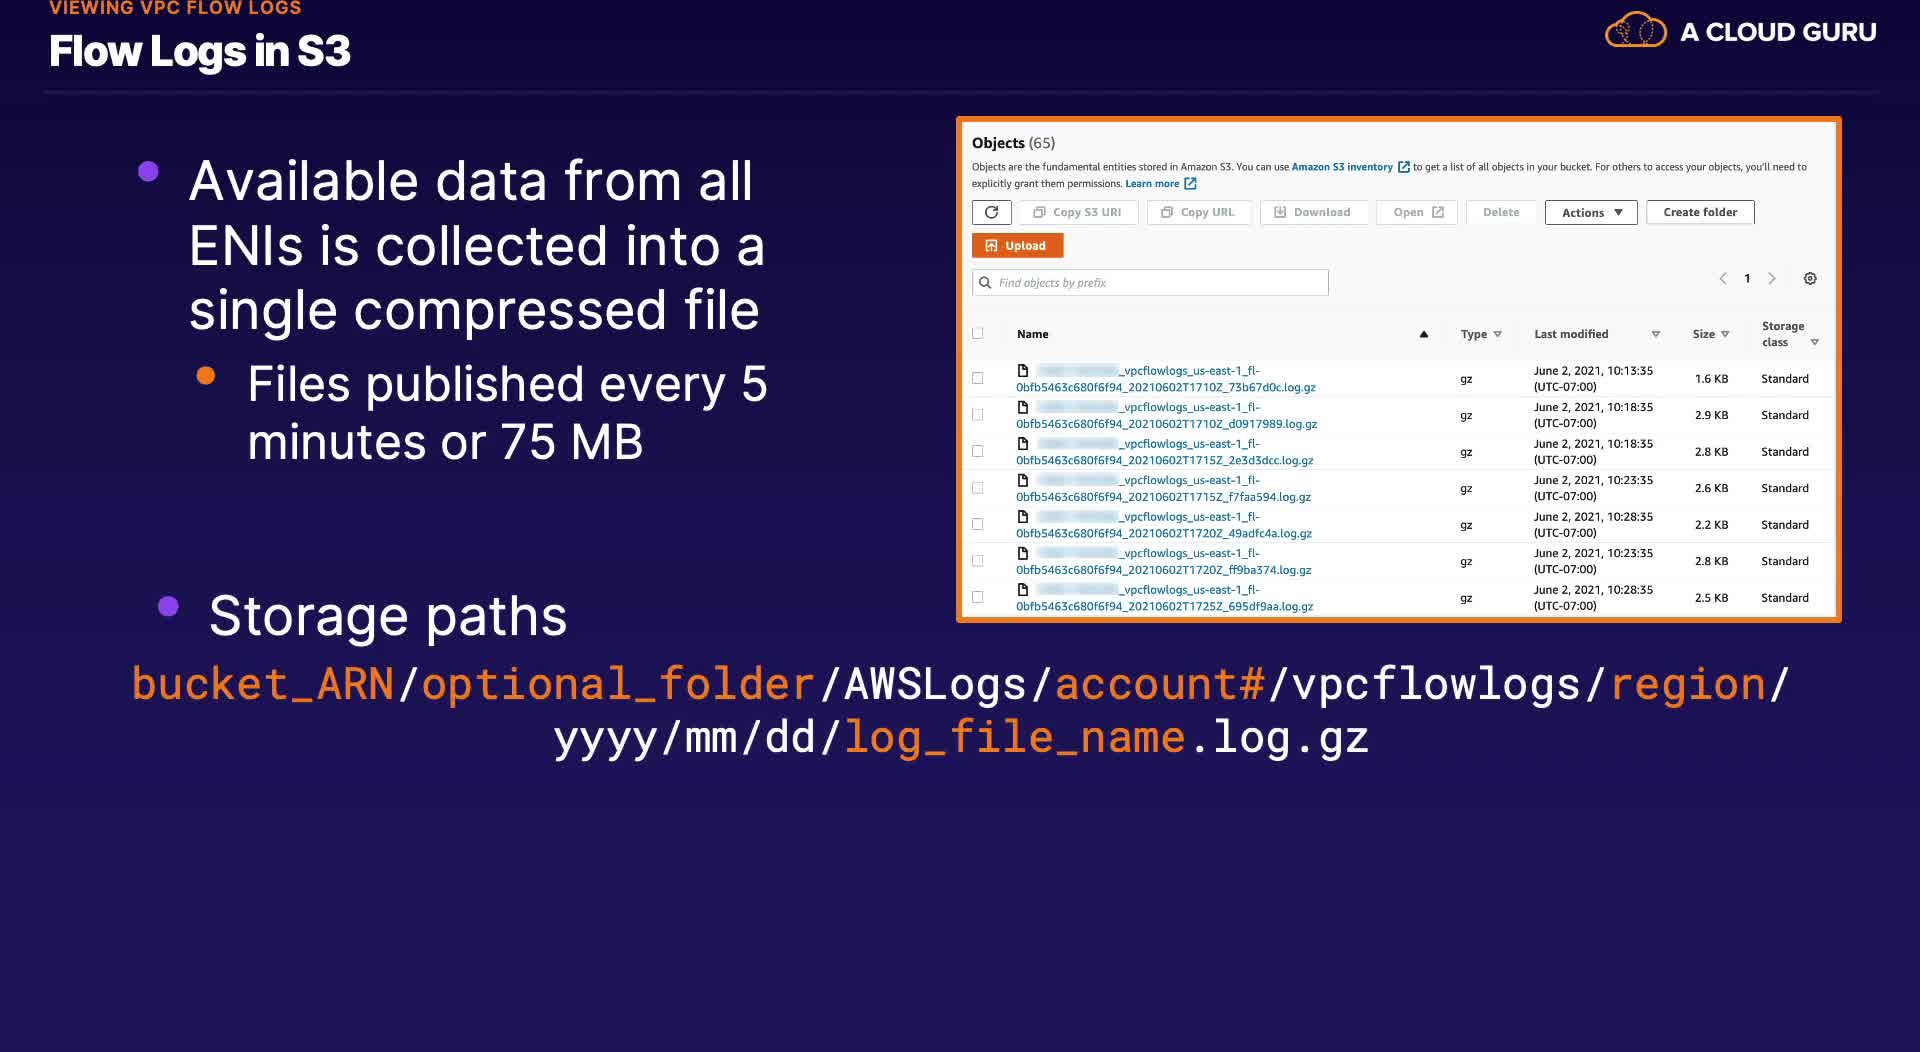 VIEWING VPC FLOW LOGS
Flow Logs in S3
A CLOUD GURU
Available data from all
ENIs is collected into a
single compressed file
Files published every 5
minutes or 75 MB
Objects (65)
Objects are the fundamental entities stored in Amazon S3. You can use Amazon S3 inventory to get a list of all objects in your bucket. For others to access your objects, you'll need to
explicitly grant them permissions. Learn more
Copy S3 URI Copy URL Download Open Delete Actions Create folder
Upload
Find objects by prefix
1
Name Type Last modified Size Storage class
_vpcflowlogs_us-east-1_fl-
0bfb5463c680f6f94_20210602T1710Z_73b67d0c.log.gz
gz
June 2, 2021, 10:13:35
(UTC-07:00)
1.6 KB
Standard
_vpcflowlogs_us-east-1_fl-
0bfb5463c680f6f94_20210602T1710Z_d0917989.log.gz
gz
June 2, 2021, 10:18:35
(UTC-07:00)
2.9 KB
Standard
_vpcflowlogs_us-east-1_fl-
0bfb5463c680f6f94_20210602T1715Z_2e3d3dcc.log.gz
gz
June 2, 2021, 10:18:35
(UTC-07:00)
2.8 KB
Standard
_vpcflowlogs_us-east-1_fl-
0bfb5463c680f6f94_20210602T1715Z_f7faa594.log.gz
gz
June 2, 2021, 10:23:35
(UTC-07:00)
2.6 KB
Standard
_vpcflowlogs_us-east-1_fl-
0bfb5463c680f6f94_20210602T1720Z_49adfc4a.log.gz
gz
June 2, 2021, 10:28:35
(UTC-07:00)
2.2 KB
Standard
_vpcflowlogs_us-east-1_fl-
0bfb5463c680f6f94_20210602T1720Z_ff9ba374.log.gz
gz
June 2, 2021, 10:23:35
(UTC-07:00)
2.8 KB
Standard
_vpcflowlogs_us-east-1_fl-
0bfb5463c680f6f94_20210602T1725Z_695df9aa.log.gz
gz
June 2, 2021, 10:28:35
(UTC-07:00)
2.5 KB
Standard
Storage paths
bucket_ARN/optional_folder/AWSLogs/account#/vpcflowlogs/region/
yyyy/mm/dd/log_file_name.log.gz